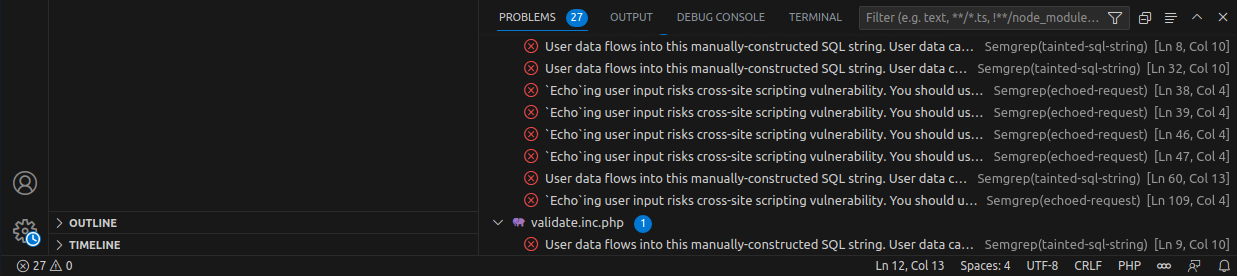 PROBLEMS 27 OUTPUT DEBUG CONSOLE TERMINAL Filter (e.g. text, **/*.ts, !**/node_module...
User data flows into this manually-constructed SQL string. User data ca... Semgrep(tainted-sql-string) [Ln 8, Col 10]
User data flows into this manually-constructed SQL string. User data c... Semgrep(tainted-sql-string) [Ln 32, Col 10]
`Echo`ing user input risks cross-site scripting vulnerability. You should us... Semgrep(echoed-request) [Ln 38, Col 4]
`Echo`ing user input risks cross-site scripting vulnerability. You should us... Semgrep(echoed-request) [Ln 39, Col 4]
`Echo`ing user input risks cross-site scripting vulnerability. You should us... Semgrep(echoed-request) [Ln 46, Col 4]
`Echo`ing user input risks cross-site scripting vulnerability. You should us... Semgrep(echoed-request) [Ln 47, Col 4]
User data flows into this manually-constructed SQL string. User data c... Semgrep(tainted-sql-string) [Ln 60, Col 13]
`Echo`ing user input risks cross-site scripting vulnerability. You should u... Semgrep(echoed-request) [Ln 109, Col 4]
validate.inc.php 1
User data flows into this manually-constructed SQL string. User data ca... Semgrep(tainted-sql-string) [Ln 9, Col 10]
OUTLINE
TIMELINE
27 0 Ln 12, Col 13 Spaces: 4 UTF-8 CRLF PHP